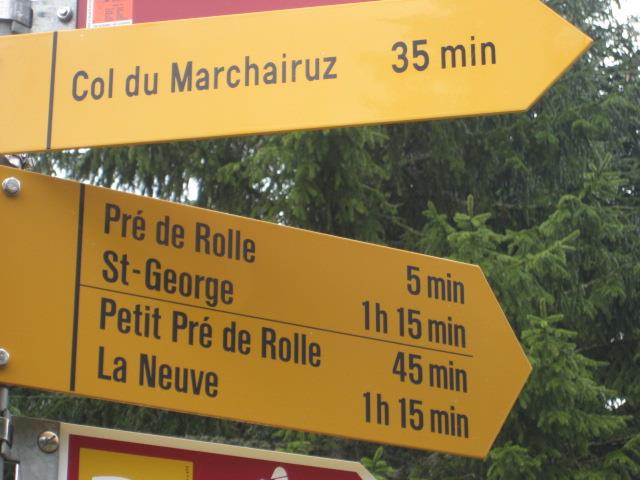 Col du Marchairuz 35 min
Pré de Rolle 5 min
St-George 1h 15 min
Petit Pré de Rolle 45 min
La Neuve 1h 15 min